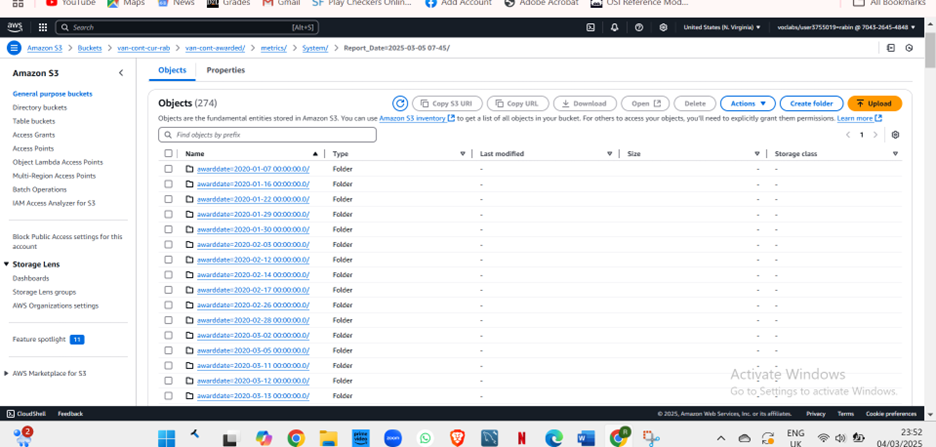 YouTube Maps News Grades Gmail Play Checkers Onlin... Add Account Adobe Acrobat OSI Reference Mod... All Bookmarks
aws Search [Alt+S] United States (N. Virginia) voclabs/user3755019=rabin @ 7043-2645-4848
Amazon S3 > Buckets > van-cont-cur-rab > van-cont-awarded/ > metrics/ > System/ > Report_Date=2025-03-05 07-45/
Amazon S3
General purpose buckets
Directory buckets
Table buckets
Access Grants
Access Points
Object Lambda Access Points
Multi-Region Access Points
Batch Operations
IAM Access Analyzer for S3
Block Public Access settings for this
account
Storage Lens
Dashboards
Storage Lens groups
AWS Organizations settings
Feature spotlight 11
AWS Marketplace for S3
Objects Properties
Objects (274)
Copy S3 URI Copy URL Download Open Delete Actions Create folder Upload
Objects are the fundamental entities stored in Amazon S3. You can use Amazon S3 inventory to get a list of all objects in your bucket. For others to access your objects, you'll need to explicitly grant them permissions. Learn more
Find objects by prefix
1
Name Type Last modified Size Storage class
awarddate=2020-01-07 00:00:00.0/ Folder - - -
awarddate=2020-01-16 00:00:00.0/ Folder - - -
awarddate=2020-01-22 00:00:00.0/ Folder - - -
awarddate=2020-01-29 00:00:00.0/ Folder - - -
awarddate=2020-01-30 00:00:00.0/ Folder - - -
awarddate=2020-02-03 00:00:00.0/ Folder - - -
awarddate=2020-02-12 00:00:00.0/ Folder - - -
awarddate=2020-02-14 00:00:00.0/ Folder - - -
awarddate=2020-02-17 00:00:00.0/ Folder - - -
awarddate=2020-02-26 00:00:00.0/ Folder - - -
awarddate=2020-02-28 00:00:00.0/ Folder - - -
awarddate=2020-03-02 00:00:00.0/ Folder - - -
awarddate=2020-03-05 00:00:00.0/ Folder - - -
awarddate=2020-03-11 00:00:00.0/ Folder - - -
awarddate=2020-03-12 00:00:00.0/ Folder - - -
awarddate=2020-03-13 00:00:00.0/ Folder - - -
Activate Windows
Go to Settings to activate Windows.
CloudShell Feedback © 2025, Amazon Web Services, Inc. or its affiliates. Privacy Terms Cookie preferences
2 ENG 23:52
UK 04/03/2025